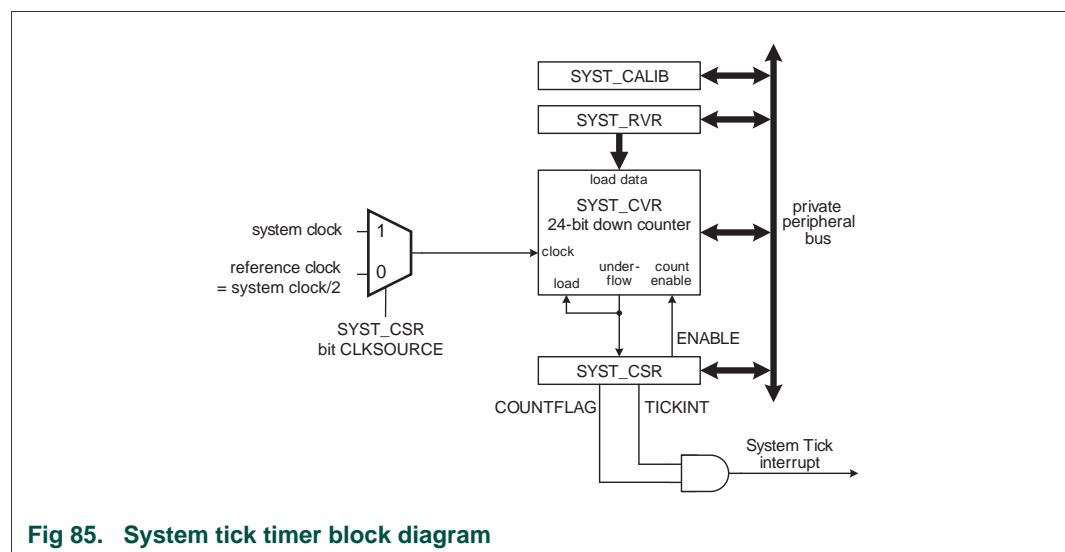 SYST_CALIB
SYST_RVR
load data
SYST_CVR
24-bit down counter
private
peripheral
bus
system clock
1
clock
reference clock
= system clock/2
0
under-
flow
count
enable
load
SYST_CSR
bit CLKSOURCE
ENABLE
SYST_CSR
COUNTFLAG
TICKINT
System Tick
interrupt
Fig 85. System tick timer block diagram